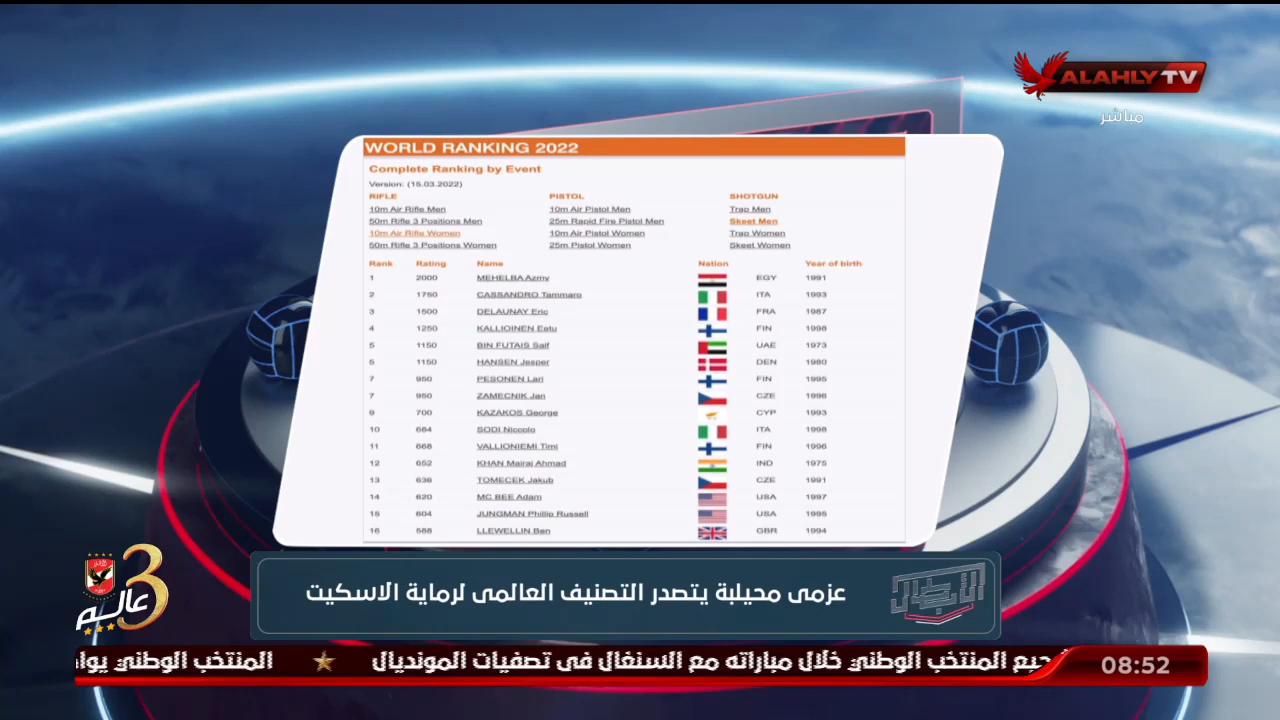 ALAHLY TV
مباشر
WORLD RANKING 2022
Complete Ranking by Event
Version: (15.03.2022)
RIFLE PISTOL SHOTGUN
10m Air Rifle Men 10m Air Pistol Men Trap Men
50m Rifle 3 Positions Men 25m Rapid Fire Pistol Men Skeet Men
10m Air Rifle Women 10m Air Pistol Women Trap Women
50m Rifle 3 Positions Women 25m Pistol Women Skeet Women
Rank Rating Name Nation Year of birth
1 2000 MEHELBA Azmy EGY 1991
2 1750 CASSANDRO Tammaro ITA 1993
3 1500 DELAUNAY Eric FRA 1987
4 1250 KALLIOINEN Eetu FIN 1998
5 1150 BIN FUTAIS Saif UAE 1973
5 1150 HANSEN Jesper DEN 1980
7 950 PESONEN Lari FIN 1995
7 950 ZAMECNIK Jan CZE 1996
9 700 KAZAKOS George CYP 1993
10 684 SODI Niccolo ITA 1998
11 668 VALLIONIEMI Timi FIN 1996
12 652 KHAN Mairaj Ahmad IND 1975
13 636 TOMECEK Jakub CZE 1991
14 620 MC BEE Adam USA 1997
15 604 JUNGMAN Phillip Russell USA 1995
16 588 LLEWELLIN Ben GBR 1994
عزمى محيلبة يتصدر التصنيف العالمى لرماية الاسكيت
الأبطال
3 عالم
المنتخب الوطني خلال مباراته مع السنغال فى تصفيات المونديال
المنتخب الوطني
08:52